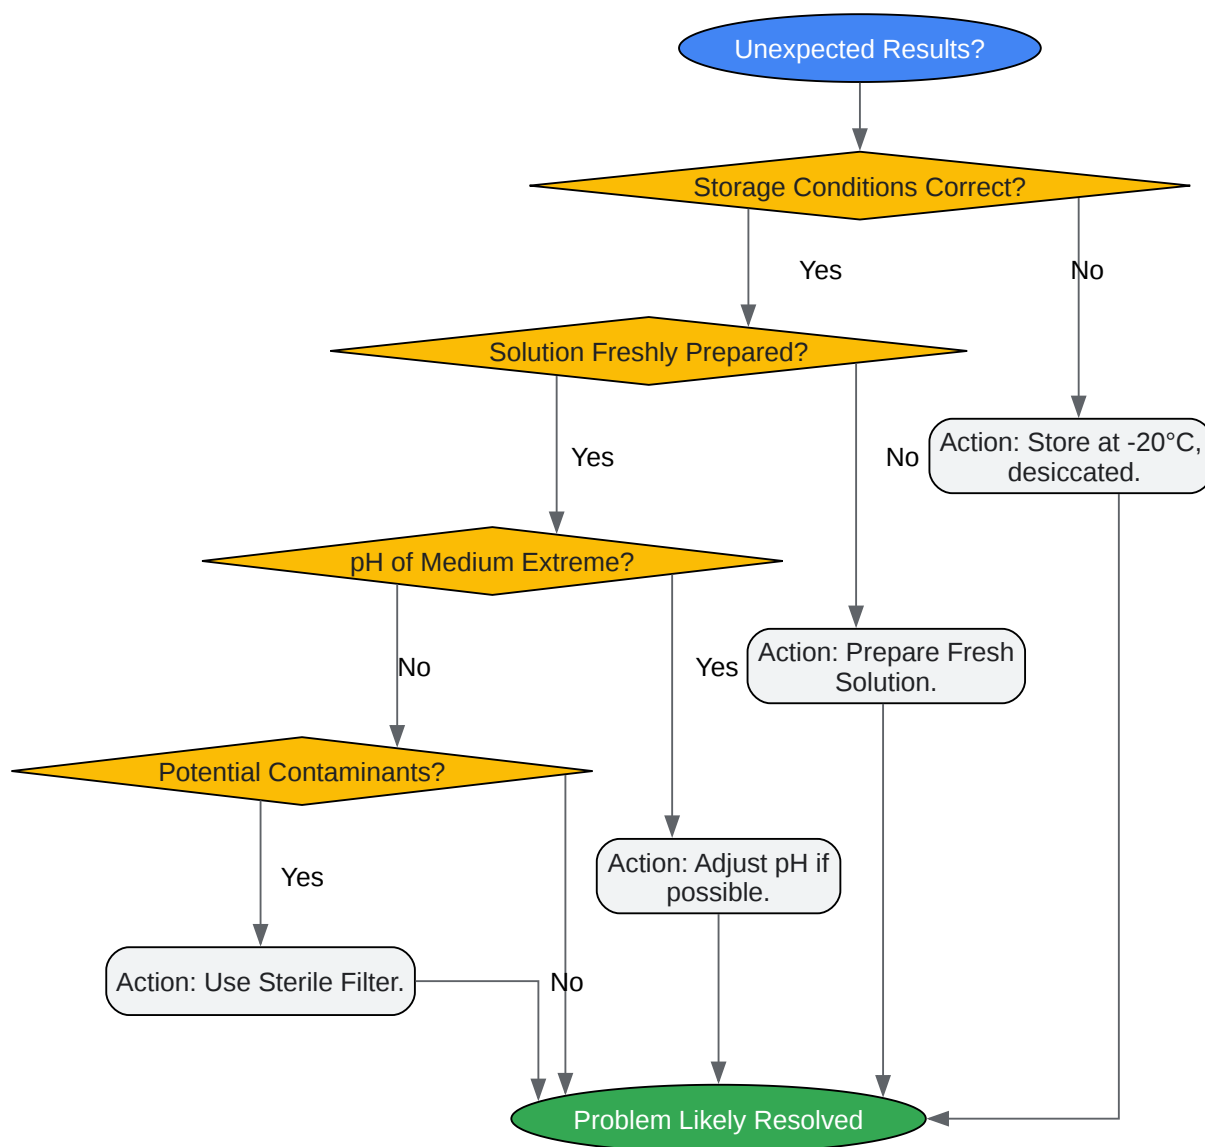 Unexpected Results?
Storage Conditions Correct?
Yes
No
Solution Freshly Prepared?
Action: Store at -20°C,
desiccated.
Yes
No
pH of Medium Extreme?
Action: Prepare Fresh
Solution.
No
Yes
Potential Contaminants?
Action: Adjust pH if
possible.
Yes
Action: Use Sterile Filter.
No
Problem Likely Resolved